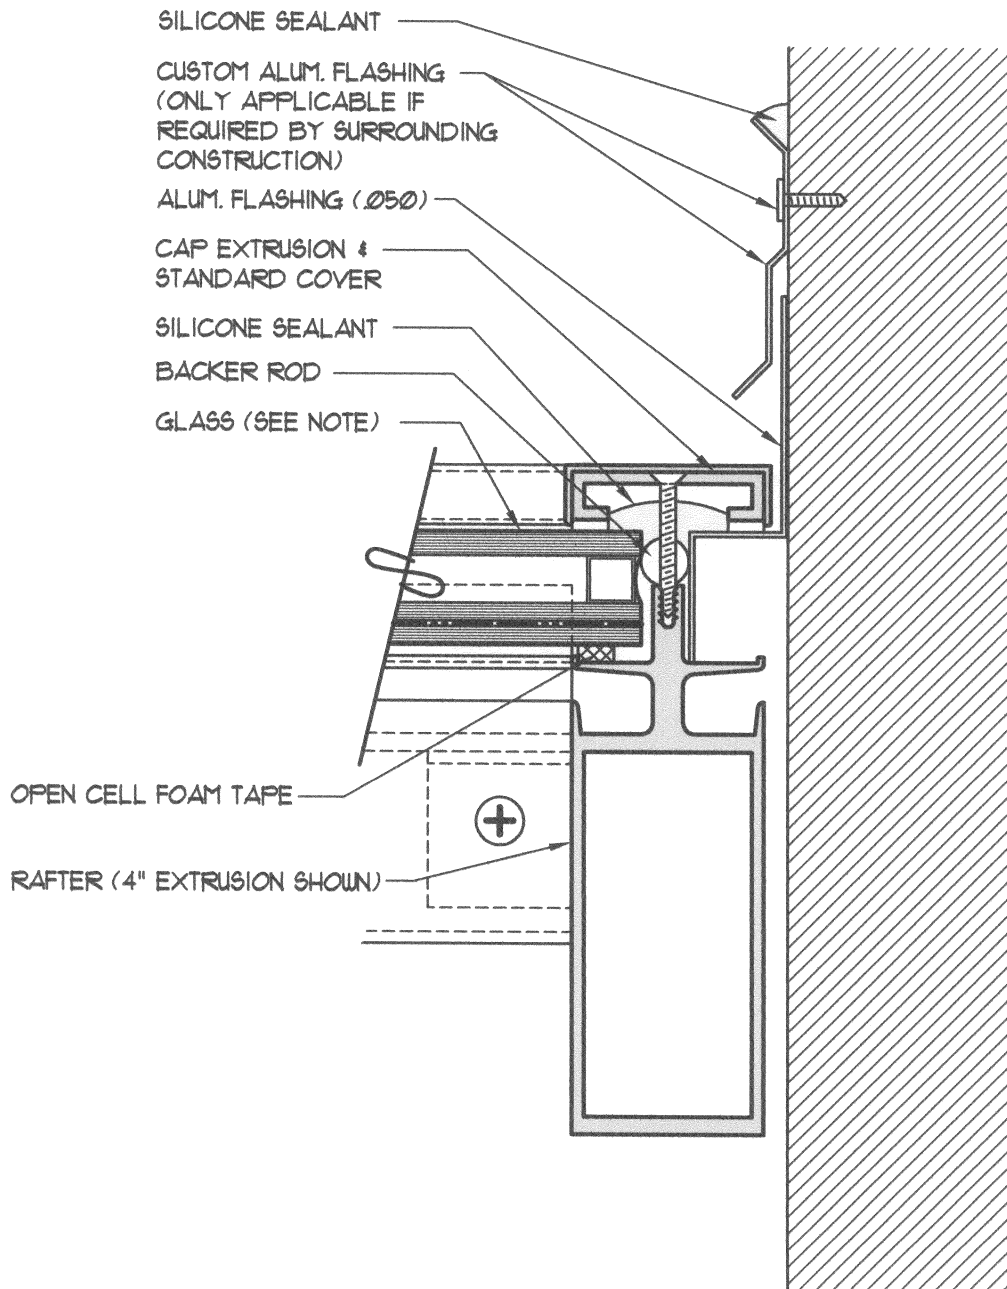 SILICONE SEALANT
CUSTOM ALUM. FLASHING
(ONLY APPLICABLE IF
REQUIRED BY SURROUNDING
CONSTRUCTION)
ALUM. FLASHING (.050)
CAP EXTRUSION &
STANDARD COVER
SILICONE SEALANT
BACKER ROD
GLASS (SEE NOTE)
OPEN CELL FOAM TAPE
RAFTER (4" EXTRUSION SHOWN)